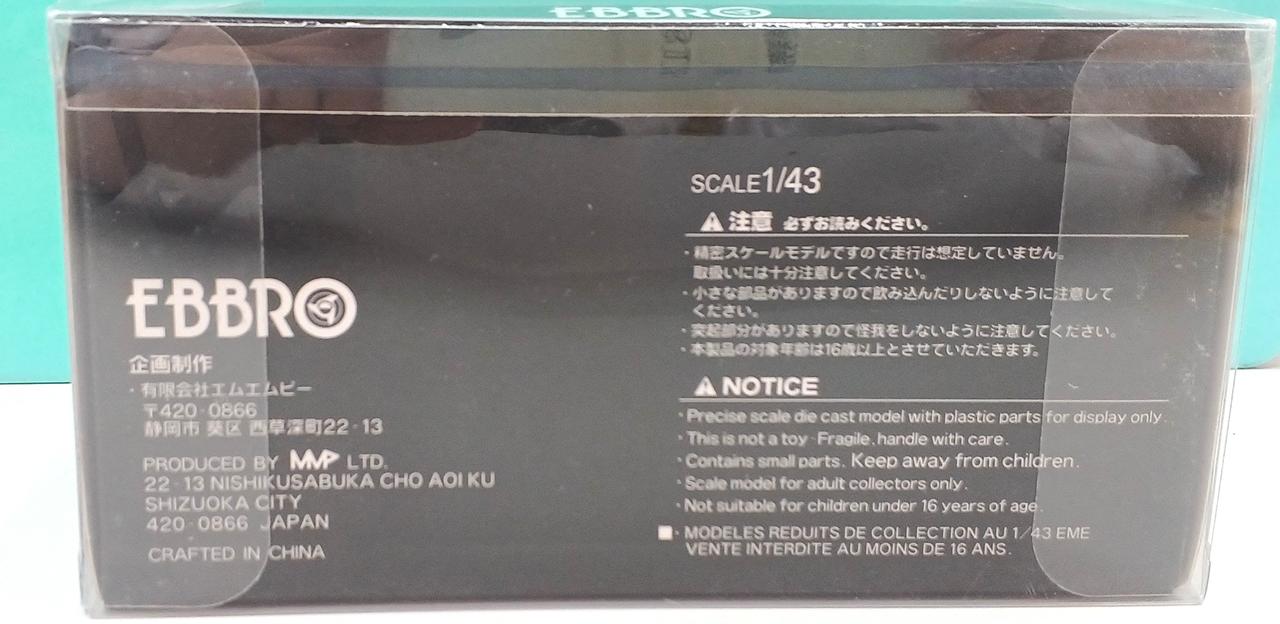 EBBRO
EBBRO
企画制作
・有限会社エムエムピー
〒420-0866
静岡市 葵区 西草深町22-13
PRODUCED BY MMP LTD.
22-13 NISHIKUSABUKA CHO AOI KU
SHIZUOKA CITY
420-0866 JAPAN
CRAFTED IN CHINA
SCALE1/43
⚠ 注意 必ずお読みください。
・精密スケールモデルですので走行は想定していません。
取扱いには十分注意してください。
・小さな部品がありますので飲み込んだりしないように注意して
ください。
・突起部分がありますので怪我をしないように注意してください。
・本製品の対象年齢は16歳以上とさせていただきます。
⚠ NOTICE
・Precise scale die cast model with plastic parts for display only.
・This is not a toy・Fragile, handle with care.
・Contains small parts. Keep away from children.
・Scale model for adult collectors only.
・Not suitable for children under 16 years of age.
■・MODELES REDUITS DE COLLECTION AU 1/43 EME
VENTE INTERDITE AU MOINS DE 16 ANS.